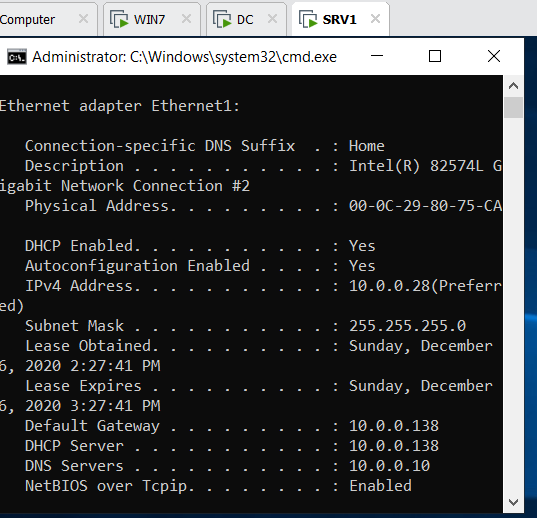 Computer WIN7 DC SRV1
Administrator: C:\Windows\system32\cmd.exe
Ethernet adapter Ethernet1:
Connection-specific DNS Suffix  . : Home
Description . . . . . . . . . . . : Intel(R) 82574L G
igabit Network Connection #2
Physical Address. . . . . . . . . : 00-0C-29-80-75-CA
DHCP Enabled. . . . . . . . . . . : Yes
Autoconfiguration Enabled . . . . : Yes
IPv4 Address. . . . . . . . . . . : 10.0.0.28(Preferr
ed)
Subnet Mask . . . . . . . . . . . : 255.255.255.0
Lease Obtained. . . . . . . . . . : Sunday, December
6, 2020 2:27:41 PM
Lease Expires . . . . . . . . . . : Sunday, December
6, 2020 3:27:41 PM
Default Gateway . . . . . . . . . : 10.0.0.138
DHCP Server . . . . . . . . . . . : 10.0.0.138
DNS Servers . . . . . . . . . . . : 10.0.0.10
NetBIOS over Tcpip. . . . . . . . : Enabled